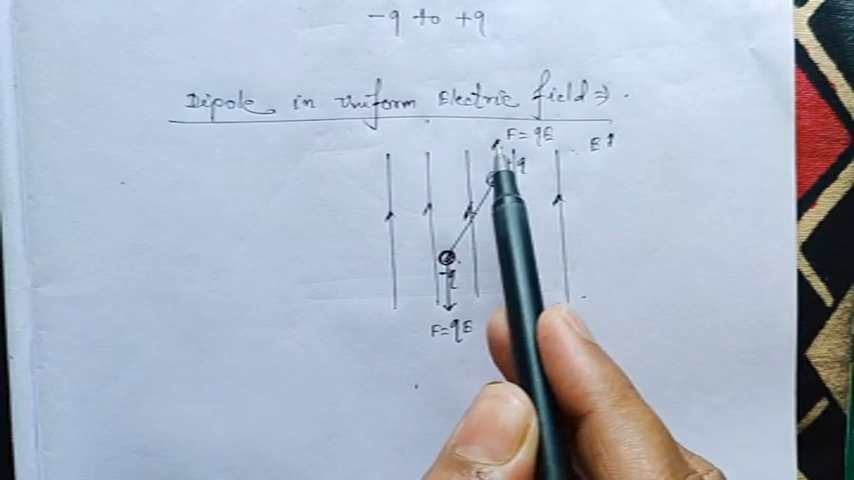 -q to +q
Dipole in Uniform Electric field ⇒
F = qE
E↑
+q
-q
F = qE